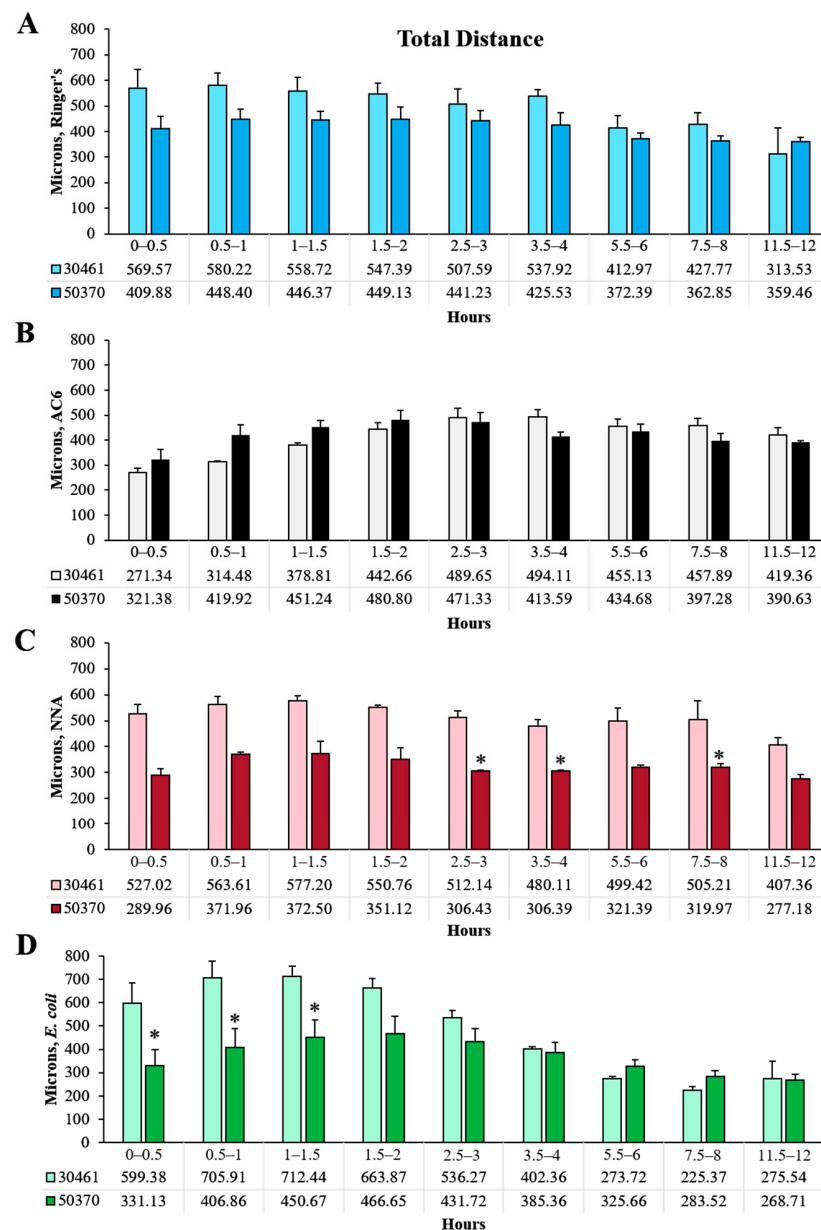 A
Total Distance
Microns, Ringer's
800
700
600
500
400
300
200
100
0
0–0.5 0.5–1 1–1.5 1.5–2 2.5–3 3.5–4 5.5–6 7.5–8 11.5–12
30461 569.57 580.22 558.72 547.39 507.59 537.92 412.97 427.77 313.53
50370 409.88 448.40 446.37 449.13 441.23 425.53 372.39 362.85 359.46
Hours
B
Microns, AC6
800
700
600
500
400
300
200
100
0
0–0.5 0.5–1 1–1.5 1.5–2 2.5–3 3.5–4 5.5–6 7.5–8 11.5–12
30461 271.34 314.48 378.81 442.66 489.65 494.11 455.13 457.89 419.36
50370 321.38 419.92 451.24 480.80 471.33 413.59 434.68 397.28 390.63
Hours
C
Microns, NNA
800
700
600
500
400
300
200
100
0
* * *
0–0.5 0.5–1 1–1.5 1.5–2 2.5–3 3.5–4 5.5–6 7.5–8 11.5–12
30461 527.02 563.61 577.20 550.76 512.14 480.11 499.42 505.21 407.36
50370 289.96 371.96 372.50 351.12 306.43 306.39 321.39 319.97 277.18
Hours
D
Microns, E. coli
800
700
600
500
400
300
200
100
0
* * *
0–0.5 0.5–1 1–1.5 1.5–2 2.5–3 3.5–4 5.5–6 7.5–8 11.5–12
30461 599.38 705.91 712.44 663.87 536.27 402.36 273.72 225.37 275.54
50370 331.13 406.86 450.67 466.65 431.72 385.36 325.66 283.52 268.71
Hours